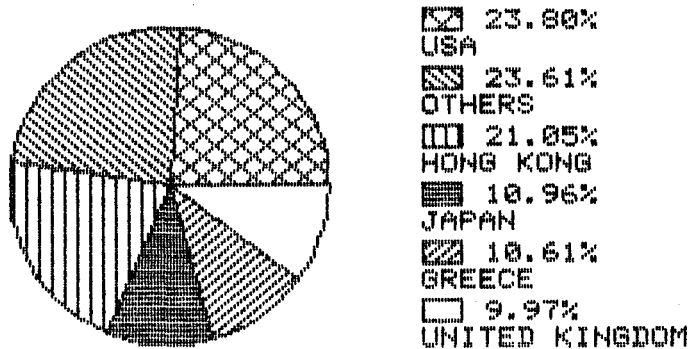 23.80%
USA
23.61%
OTHERS
21.05%
HONG KONG
10.96%
JAPAN
10.61%
GREECE
9.97%
UNITED KINGDOM